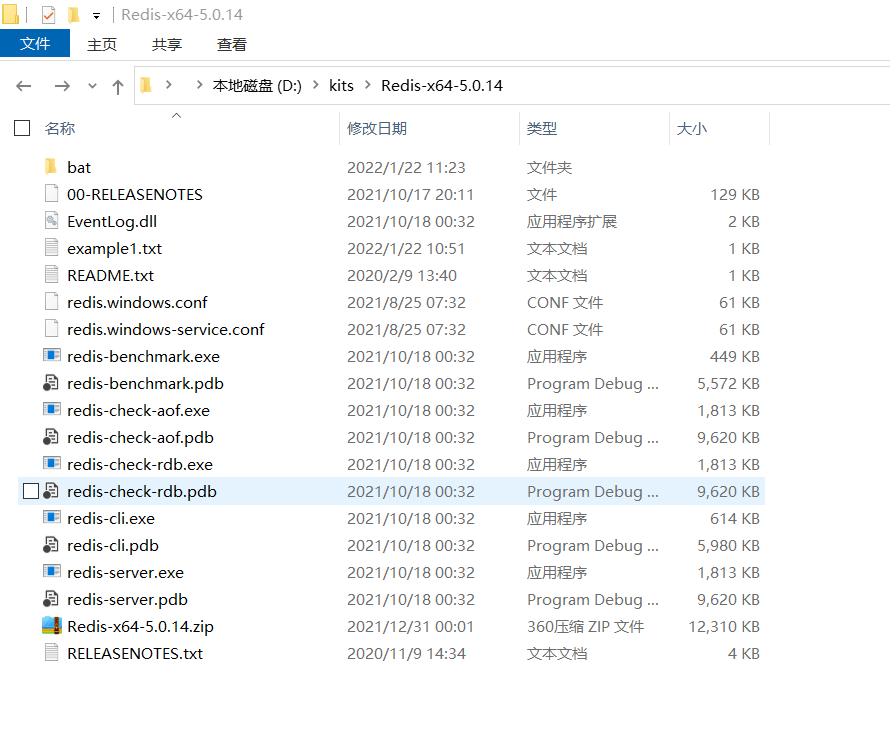 Redis-x64-5.0.14
文件 主页 共享 查看
本地磁盘 (D:) kits Redis-x64-5.0.14
名称 修改日期 类型 大小
bat 2022/1/22 11:23 文件夹
00-RELEASENOTES 2021/10/17 20:11 文件 129 KB
EventLog.dll 2021/10/18 00:32 应用程序扩展 2 KB
example1.txt 2022/1/22 10:51 文本文档 1 KB
README.txt 2020/2/9 13:40 文本文档 1 KB
redis.windows.conf 2021/8/25 07:32 CONF 文件 61 KB
redis.windows-service.conf 2021/8/25 07:32 CONF 文件 61 KB
redis-benchmark.exe 2021/10/18 00:32 应用程序 449 KB
redis-benchmark.pdb 2021/10/18 00:32 Program Debug ... 5,572 KB
redis-check-aof.exe 2021/10/18 00:32 应用程序 1,813 KB
redis-check-aof.pdb 2021/10/18 00:32 Program Debug ... 9,620 KB
redis-check-rdb.exe 2021/10/18 00:32 应用程序 1,813 KB
redis-check-rdb.pdb 2021/10/18 00:32 Program Debug ... 9,620 KB
redis-cli.exe 2021/10/18 00:32 应用程序 614 KB
redis-cli.pdb 2021/10/18 00:32 Program Debug ... 5,980 KB
redis-server.exe 2021/10/18 00:32 应用程序 1,813 KB
redis-server.pdb 2021/10/18 00:32 Program Debug ... 9,620 KB
Redis-x64-5.0.14.zip 2021/12/31 00:01 360压缩 ZIP 文件 12,310 KB
RELEASENOTES.txt 2020/11/9 14:34 文本文档 4 KB